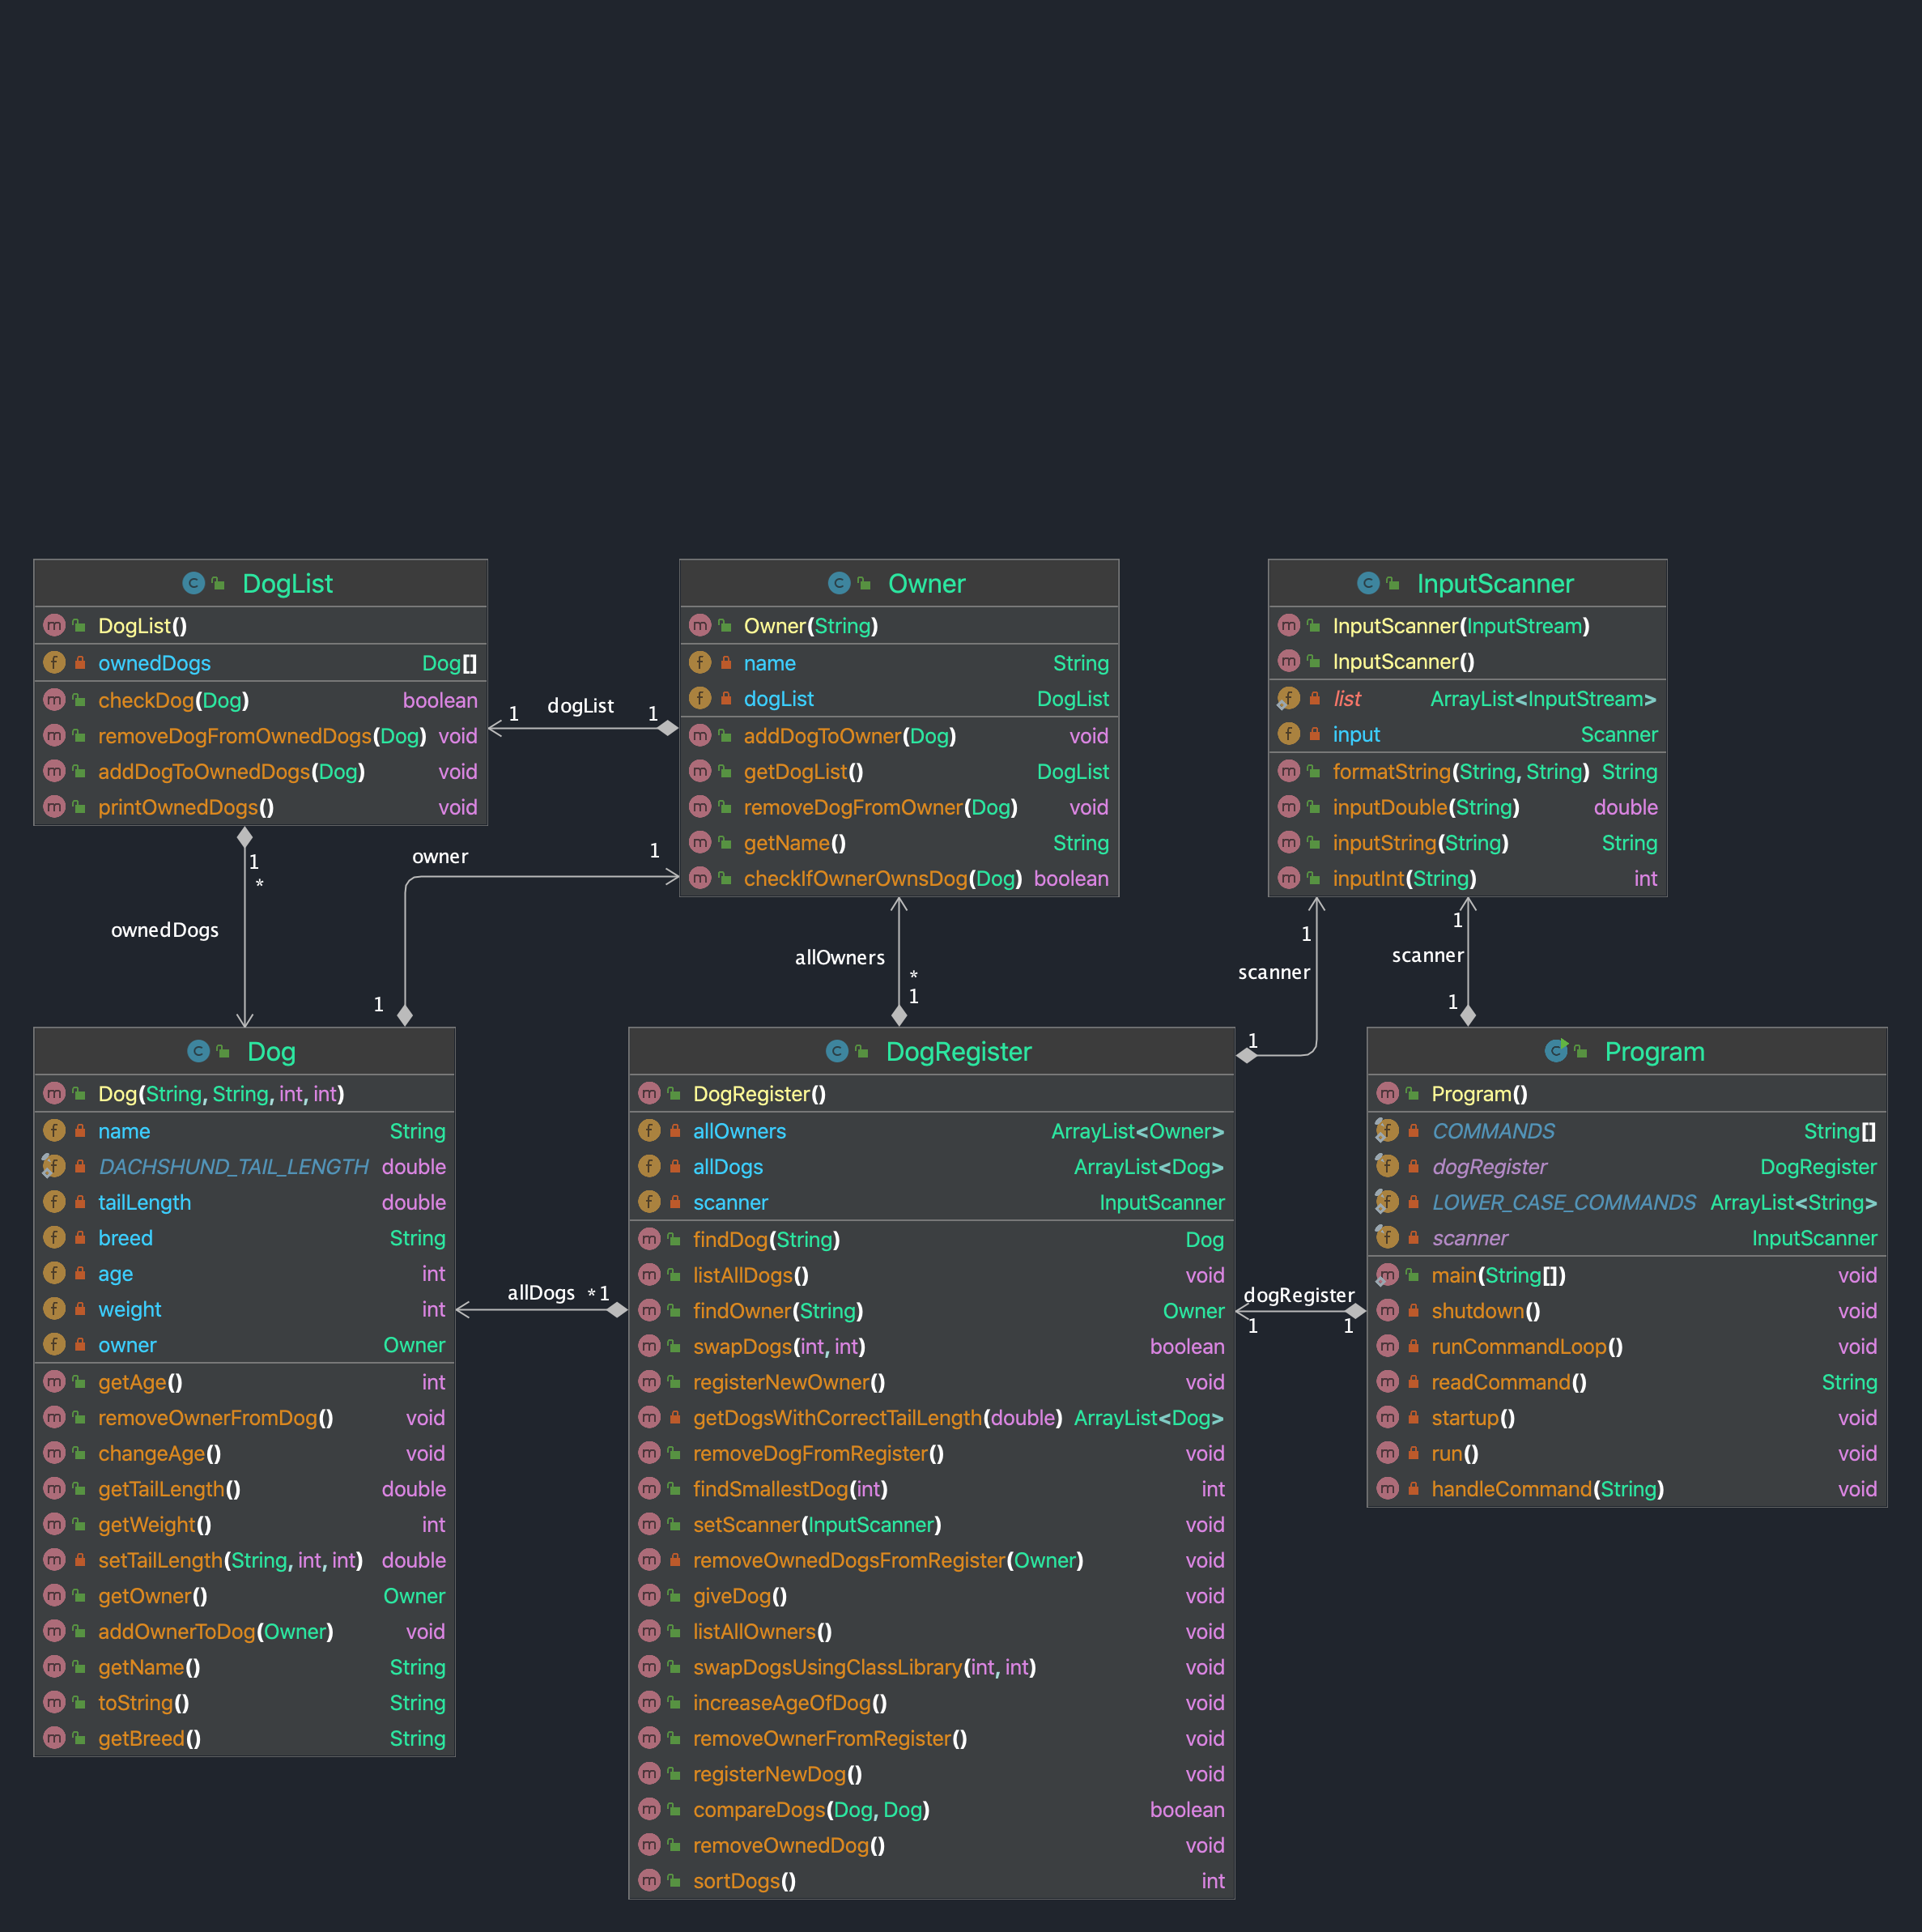 DogList
DogList()
ownedDogs Dog[]
checkDog(Dog) boolean
removeDogFromOwnedDogs(Dog) void
addDogToOwnedDogs(Dog) void
printOwnedDogs() void
1 dogList 1
Owner
Owner(String)
name String
dogList DogList
addDogToOwner(Dog) void
getDogList() DogList
removeDogFromOwner(Dog) void
getName() String
checkIfOwnerOwnsDog(Dog) boolean
InputScanner
InputScanner(InputStream)
InputScanner()
list ArrayList<InputStream>
input Scanner
formatString(String, String) String
inputDouble(String) double
inputString(String) String
inputInt(String) int
1
*
ownedDogs
owner 1
1
allOwners
*
1
1
scanner
1
1
scanner
1
Dog
Dog(String, String, int, int)
name String
DACHSHUND_TAIL_LENGTH double
tailLength double
breed String
age int
weight int
owner Owner
getAge() int
removeOwnerFromDog() void
changeAge() void
getTailLength() double
getWeight() int
setTailLength(String, int, int) double
getOwner() Owner
addOwnerToDog(Owner) void
getName() String
toString() String
getBreed() String
allDogs *1
DogRegister
DogRegister()
allOwners ArrayList<Owner>
allDogs ArrayList<Dog>
scanner InputScanner
findDog(String) Dog
listAllDogs() void
findOwner(String) Owner
swapDogs(int, int) boolean
registerNewOwner() void
getDogsWithCorrectTailLength(double) ArrayList<Dog>
removeDogFromRegister() void
findSmallestDog(int) int
setScanner(InputScanner) void
removeOwnedDogsFromRegister(Owner) void
giveDog() void
listAllOwners() void
swapDogsUsingClassLibrary(int, int) void
increaseAgeOfDog() void
removeOwnerFromRegister() void
registerNewDog() void
compareDogs(Dog, Dog) boolean
removeOwnedDog() void
sortDogs() int
dogRegister
1 1
Program
Program()
COMMANDS String[]
dogRegister DogRegister
LOWER_CASE_COMMANDS ArrayList<String>
scanner InputScanner
main(String[]) void
shutdown() void
runCommandLoop() void
readCommand() String
startup() void
run() void
handleCommand(String) void